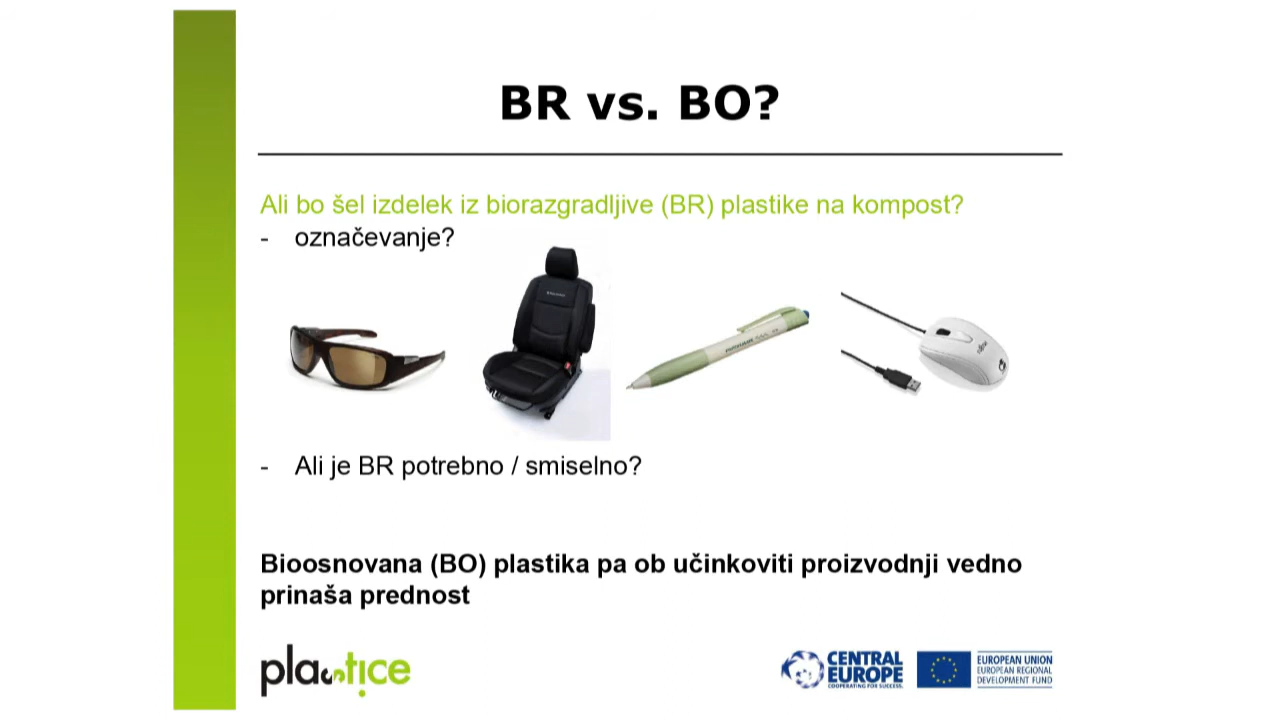 BR vs. BO?
Ali bo šel izdelek iz biorazgradljive (BR) plastike na kompost?
- označevanje?
- Ali je BR potrebno / smiselno?
Bioosnovana (BO) plastika pa ob učinkoviti proizvodnji vedno
prinaša prednost
plastice
CENTRAL
EUROPE
COOPERATING FOR SUCCESS.
EUROPEAN UNION
EUROPEAN REGIONAL
DEVELOPMENT FUND